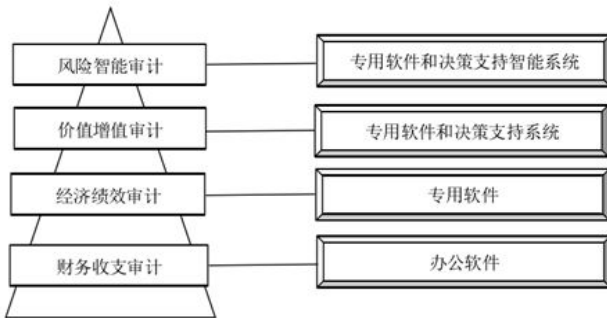 风险智能审计
专用软件和决策支持智能系统
价值增值审计
专用软件和决策支持系统
经济绩效审计
专用软件
财务收支审计
办公软件